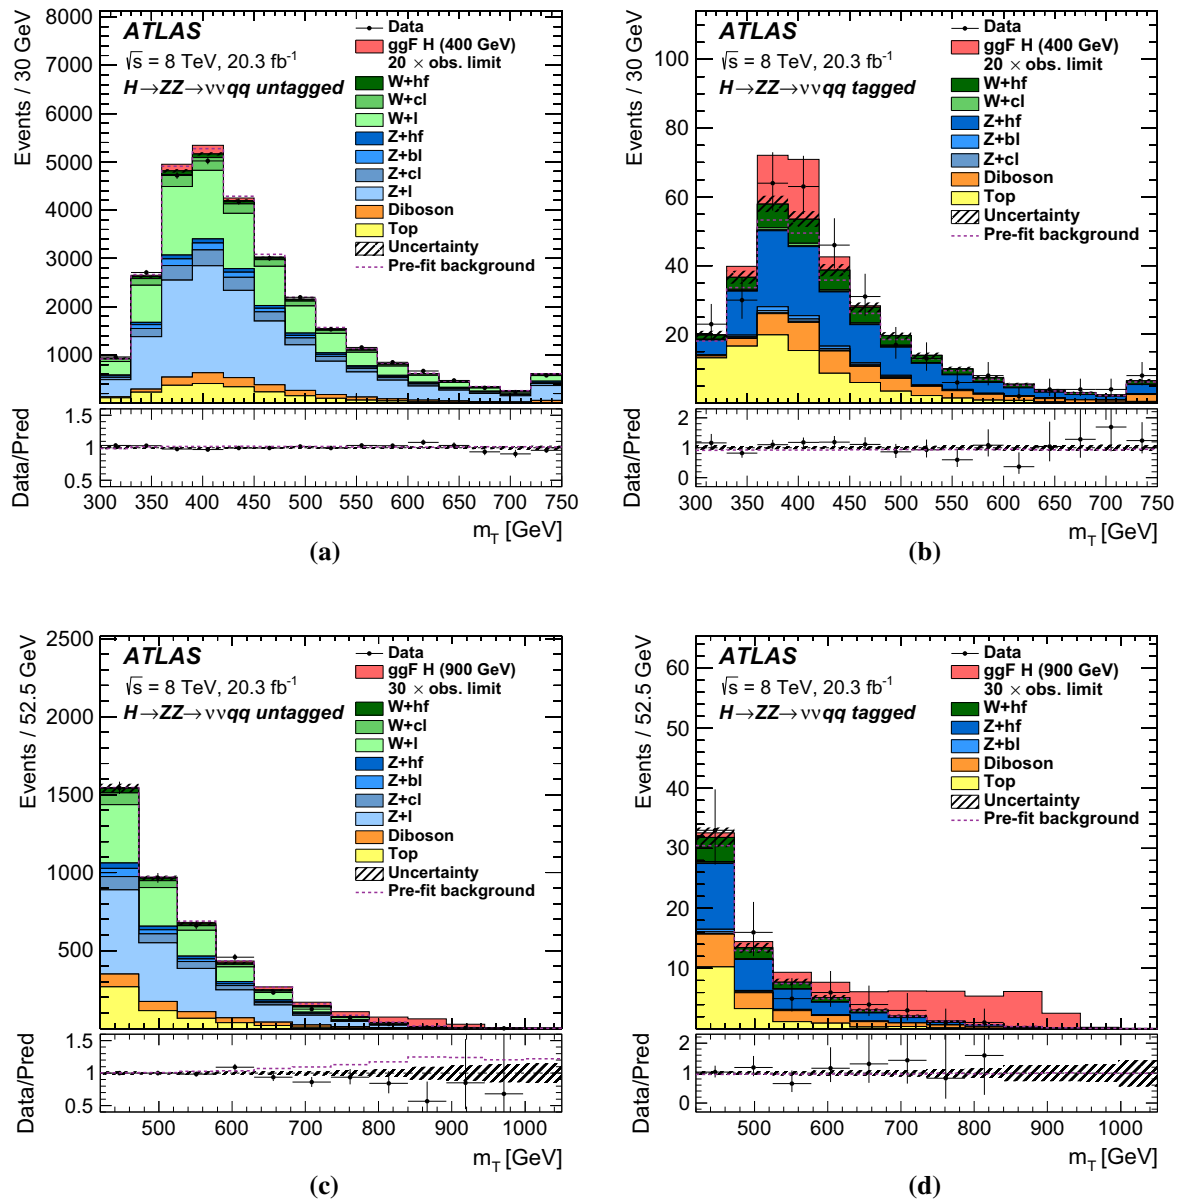 ATLAS
√s = 8 TeV, 20.3 fb⁻¹
H→ZZ→ννqq untagged
Data
ggF H (400 GeV)
20 × obs. limit
W+hf
W+cl
W+l
Z+hf
Z+bl
Z+cl
Z+l
Diboson
Top
Uncertainty
Pre-fit background
Events / 30 GeV
8000
7000
6000
5000
4000
3000
2000
1000
Data/Pred
1.5
1
0.5
300 350 400 450 500 550 600 650 700 750
m_T [GeV]
(a)
ATLAS
√s = 8 TeV, 20.3 fb⁻¹
H→ZZ→ννqq tagged
Data
ggF H (400 GeV)
20 × obs. limit
W+hf
W+cl
Z+hf
Z+bl
Z+cl
Diboson
Top
Uncertainty
Pre-fit background
Events / 30 GeV
100
80
60
40
20
Data/Pred
2
1
0
300 350 400 450 500 550 600 650 700 750
m_T [GeV]
(b)
ATLAS
√s = 8 TeV, 20.3 fb⁻¹
H→ZZ→ννqq untagged
Data
ggF H (900 GeV)
30 × obs. limit
W+hf
W+cl
W+l
Z+hf
Z+bl
Z+cl
Z+l
Diboson
Top
Uncertainty
Pre-fit background
Events / 52.5 GeV
2500
2000
1500
1000
500
Data/Pred
1.5
1
0.5
500 600 700 800 900 1000
m_T [GeV]
(c)
ATLAS
√s = 8 TeV, 20.3 fb⁻¹
H→ZZ→ννqq tagged
Data
ggF H (900 GeV)
30 × obs. limit
W+hf
Z+hf
Z+bl
Diboson
Top
Uncertainty
Pre-fit background
Events / 52.5 GeV
60
50
40
30
20
10
Data/Pred
2
1
0
500 600 700 800 900 1000
m_T [GeV]
(d)